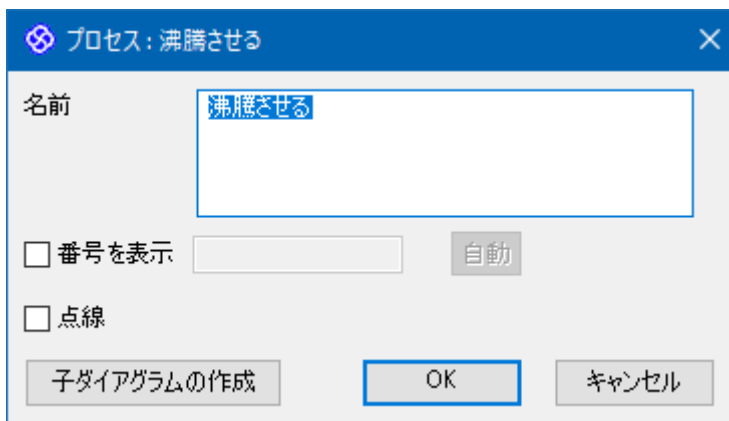 プロセス : 沸騰させる
名前
沸騰させる
番号を表示
自動
点線
子ダイアグラムの作成
OK
キャンセル